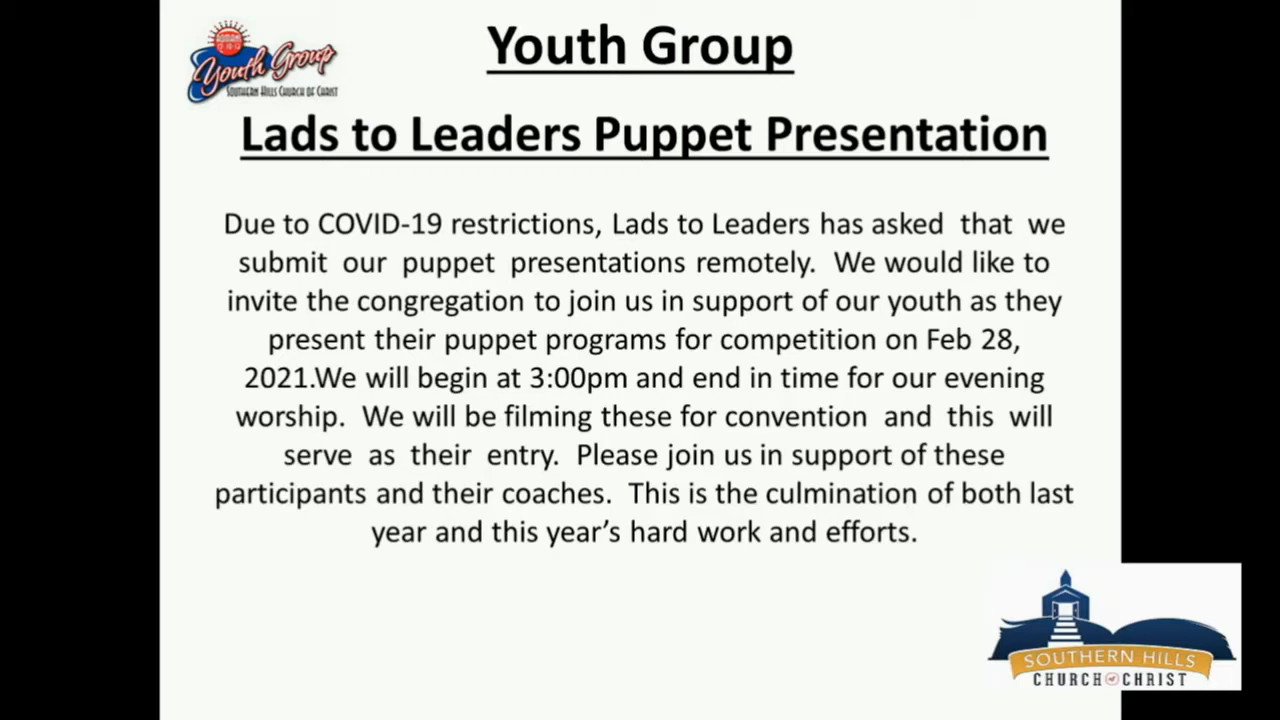 Youth Group
SOUTHERN HILLS CHURCH OF CHRIST
Youth Group
Lads to Leaders Puppet Presentation
Due to COVID-19 restrictions, Lads to Leaders has asked that we
submit our puppet presentations remotely. We would like to
invite the congregation to join us in support of our youth as they
present their puppet programs for competition on Feb 28,
2021.We will begin at 3:00pm and end in time for our evening
worship. We will be filming these for convention and this will
serve as their entry. Please join us in support of these
participants and their coaches. This is the culmination of both last
year and this year's hard work and efforts.
SOUTHERN HILLS
CHURCH OF CHRIST